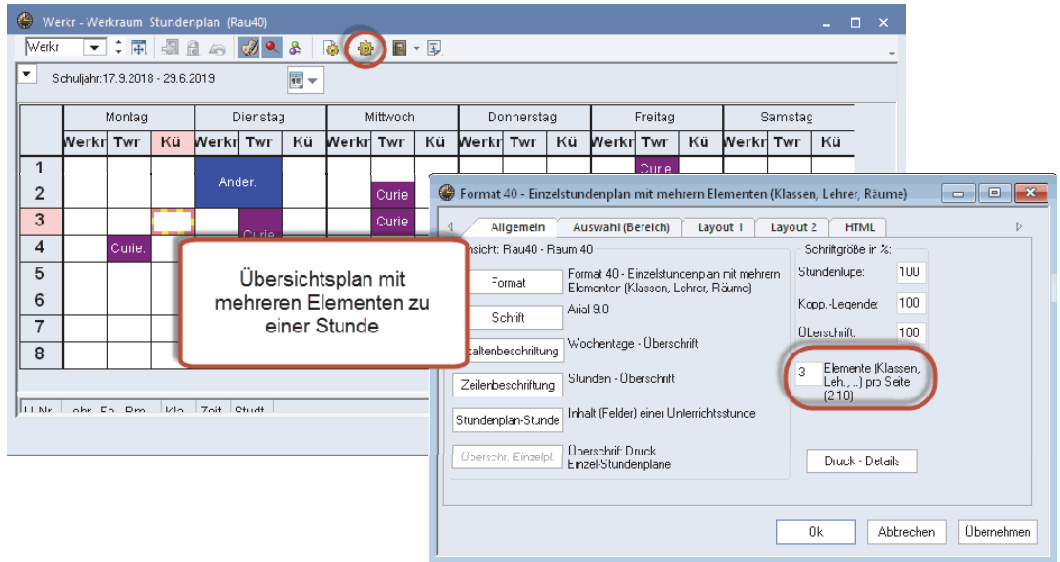 Werkr - Werkraum Stundenplan (Rau40)
Werkr
Schuljahr:17.9.2018 - 29.6.2019
Montag Dienstag Mittwoch Donnerstag Freitag Samstag
Werkr Twr Kü Werkr Twr Kü Werkr Twr Kü Werkr Twr Kü Werkr Twr Kü Werkr Twr Kü
1 Curie
Ander.
2 Curie
3 Curie
Curie
4 Curie.
5
6
7
8
Übersichtsplan mit
mehreren Elementen zu
einer Stunde
Format 40 - Einzelstundenplan mit mehrern Elementen (Klassen, Lehrer, Räume)
Allgemein Auswahl (Bereich) Layout 1 Layout 2 HTML
nsicht: Rau40 - Raum 40
Format
Format 40 - Einzelstundenplan mit mehrern
Elementen (Klassen, Lehrer, Räume)
Schrift
Arial 9.0
altenbeschriftung
Wochentage - Überschrift
Zeilenbeschriftung
Stunden - Überschrift
Stundenplan-Stunde
Inhalt (Felder) einer Unterrichtsstunde
Überschr. Einzelpl.
Überschrift Druck
Einzel-Stundenpläne
Schriftgröße in %:
Stundenlupe: 100
Kopp.-Legende: 100
Überschrift: 100
3 Elemente (Klassen,
Leh., ..) pro Seite
(2-10)
Druck - Details
Ok Abbrechen Übernehmen